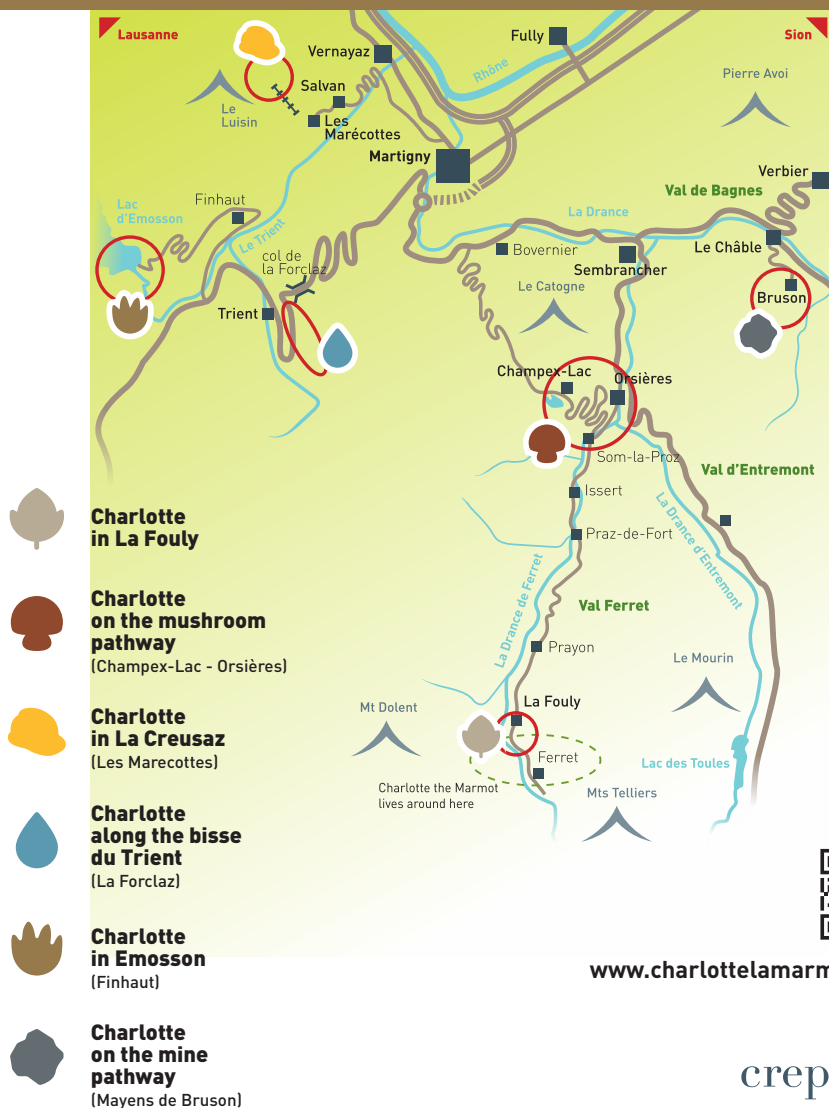 Lausanne
Sion
Fully
Vernayaz
Rhône
Pierre Avoi
Salvan
Le
Luisin
Les
Marécottes
Martigny
Verbier
Val de Bagnes
Finhaut
Lac
d'Emosson
La Drance
Le Trient
Le Châble
Bovernier
col de
la Forclaz
Sembrancher
Le Catogne
Bruson
Trient
Champex-Lac
Orsières
Som-la-Proz
Val d'Entremont
Issert
La Drance d'Entremont
Praz-de-Fort
La Drance de Ferret
Val Ferret
Prayon
Le Mourin
La Fouly
Mt Dolent
Ferret
Lac des Toules
Charlotte the Marmot
lives around here
Mts Telliers
Charlotte
in La Fouly
Charlotte
on the mushroom
pathway
(Champex-Lac - Orsières)
Charlotte
in La Creusaz
(Les Marecottes)
Charlotte
along the bisse
du Trient
(La Forclaz)
Charlotte
in Emosson
(Finhaut)
Charlotte
on the mine
pathway
(Mayens de Bruson)
www.charlottelamarm
crep